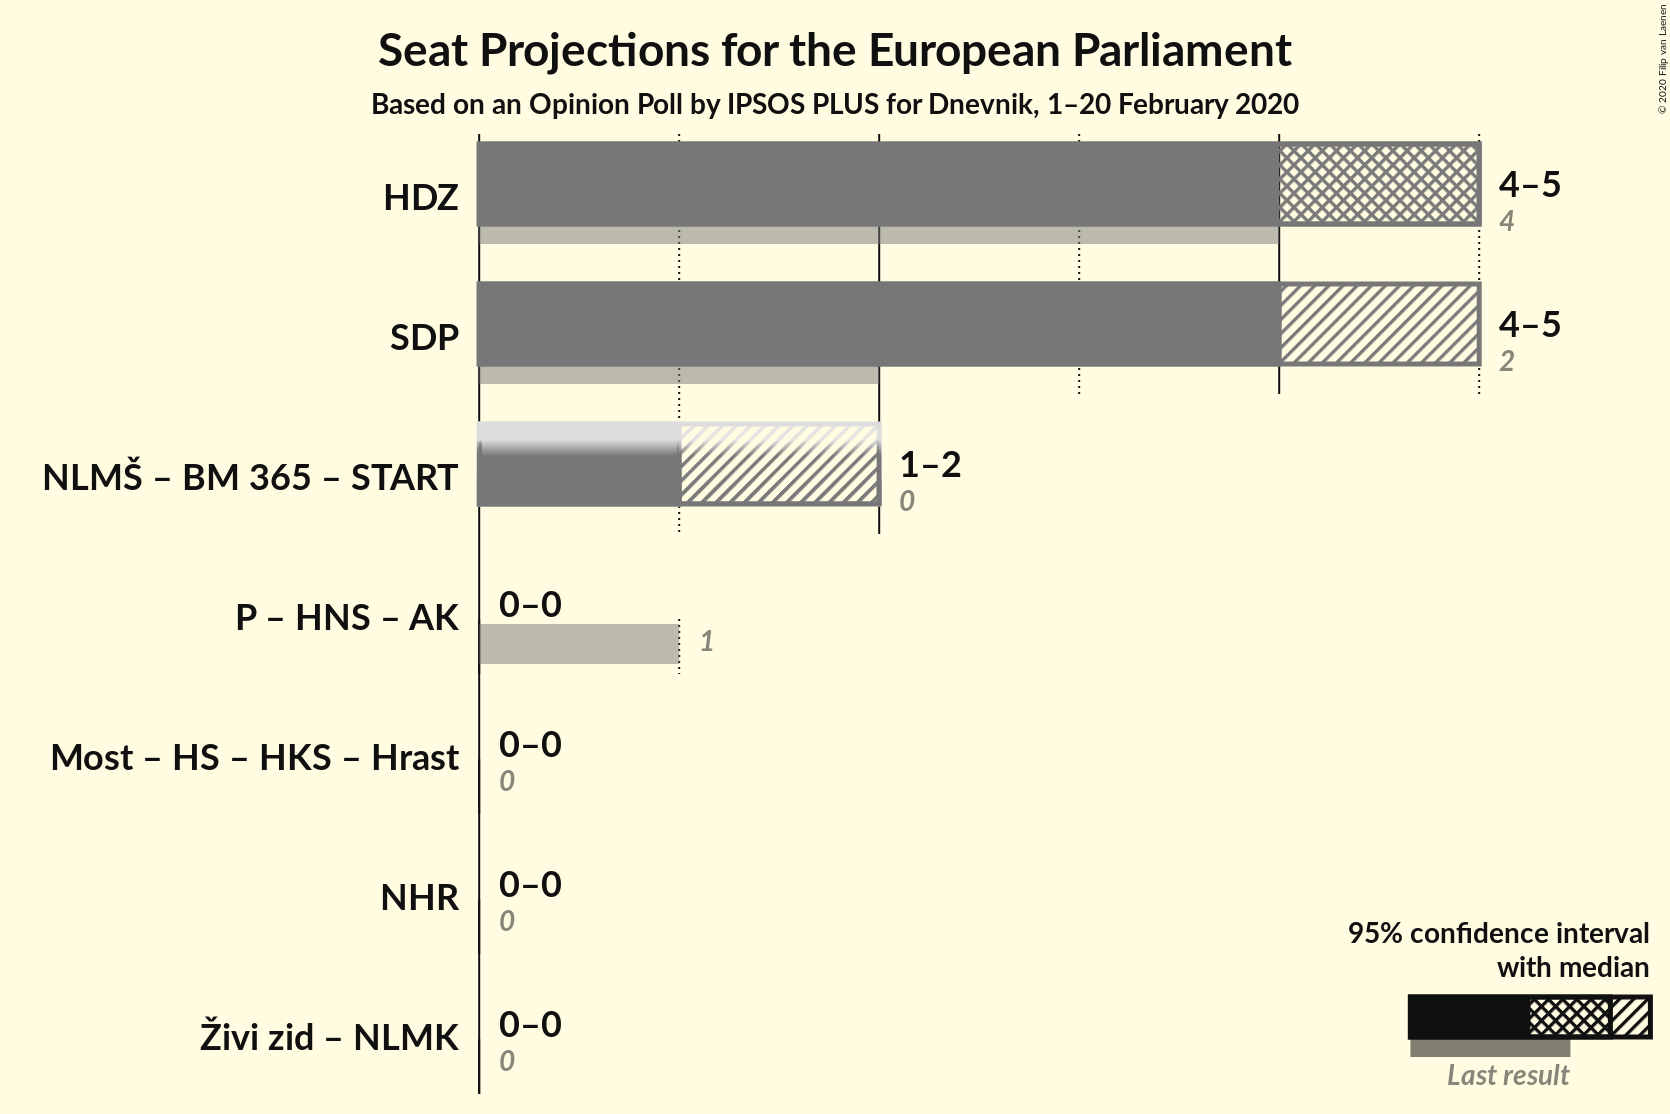 Seat Projections for the European Parliament
Based on an Opinion Poll by IPSOS PLUS for Dnevnik, 1–20 February 2020
© 2020 Filip van Laenen
HDZ
4–5
4
SDP
4–5
2
NLMŠ – BM 365 – START
1–2
0
P – HNS – AK
0–0
1
Most – HS – HKS – Hrast
0–0
0
NHR
0–0
0
Živi zid – NLMK
0–0
0
95% confidence interval
with median
Last result